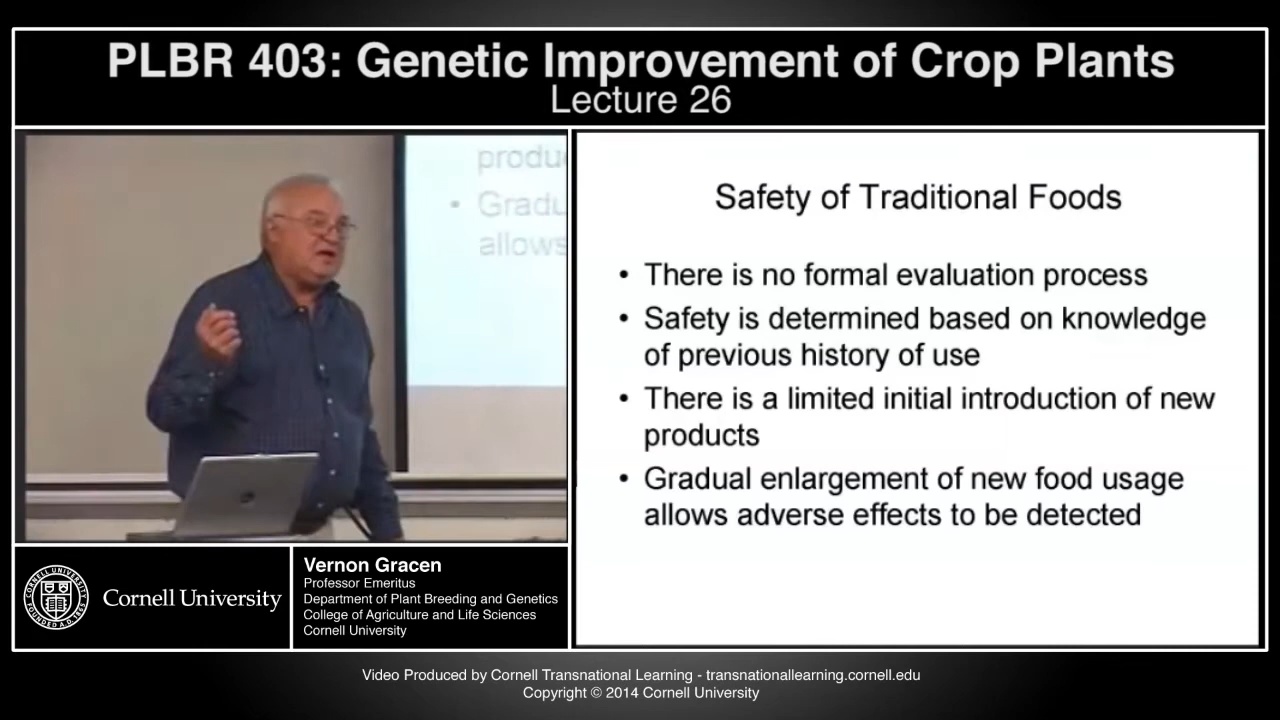 PLBR 403: Genetic Improvement of Crop Plants
Lecture 26
produ
• Gradu
allows
Safety of Traditional Foods
• There is no formal evaluation process
• Safety is determined based on knowledge
of previous history of use
• There is a limited initial introduction of new
products
• Gradual enlargement of new food usage
allows adverse effects to be detected
Cornell University
Vernon Gracen
Professor Emeritus
Department of Plant Breeding and Genetics
College of Agriculture and Life Sciences
Cornell University
Video Produced by Cornell Transnational Learning - transnationallearning.cornell.edu
Copyright © 2014 Cornell University